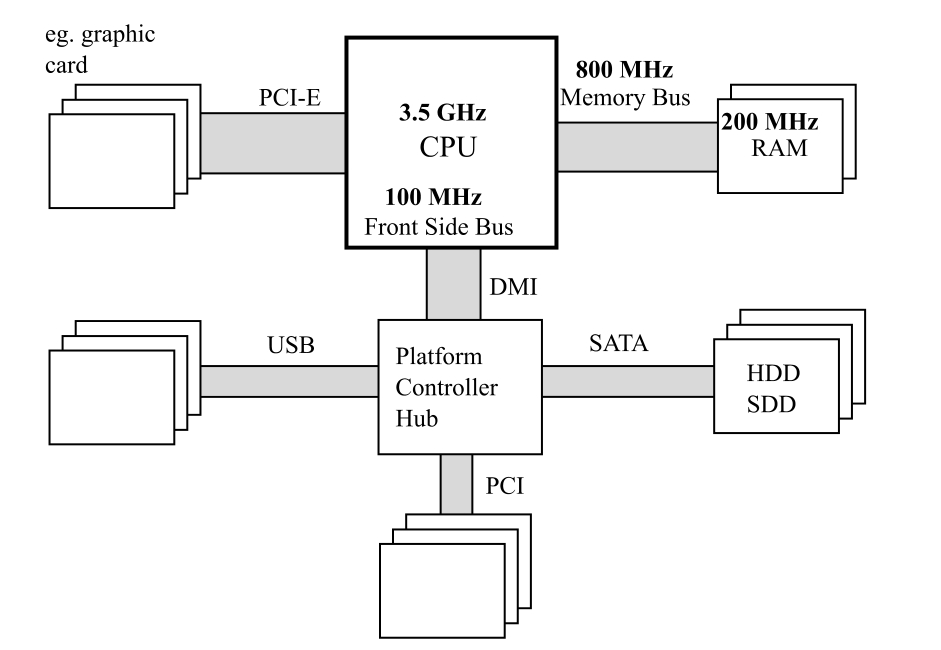 eg. graphic
card
PCI-E
3.5 GHz
CPU
100 MHz
Front Side Bus
800 MHz
Memory Bus
200 MHz
RAM
DMI
USB
Platform
Controller
Hub
SATA
HDD
SDD
PCI